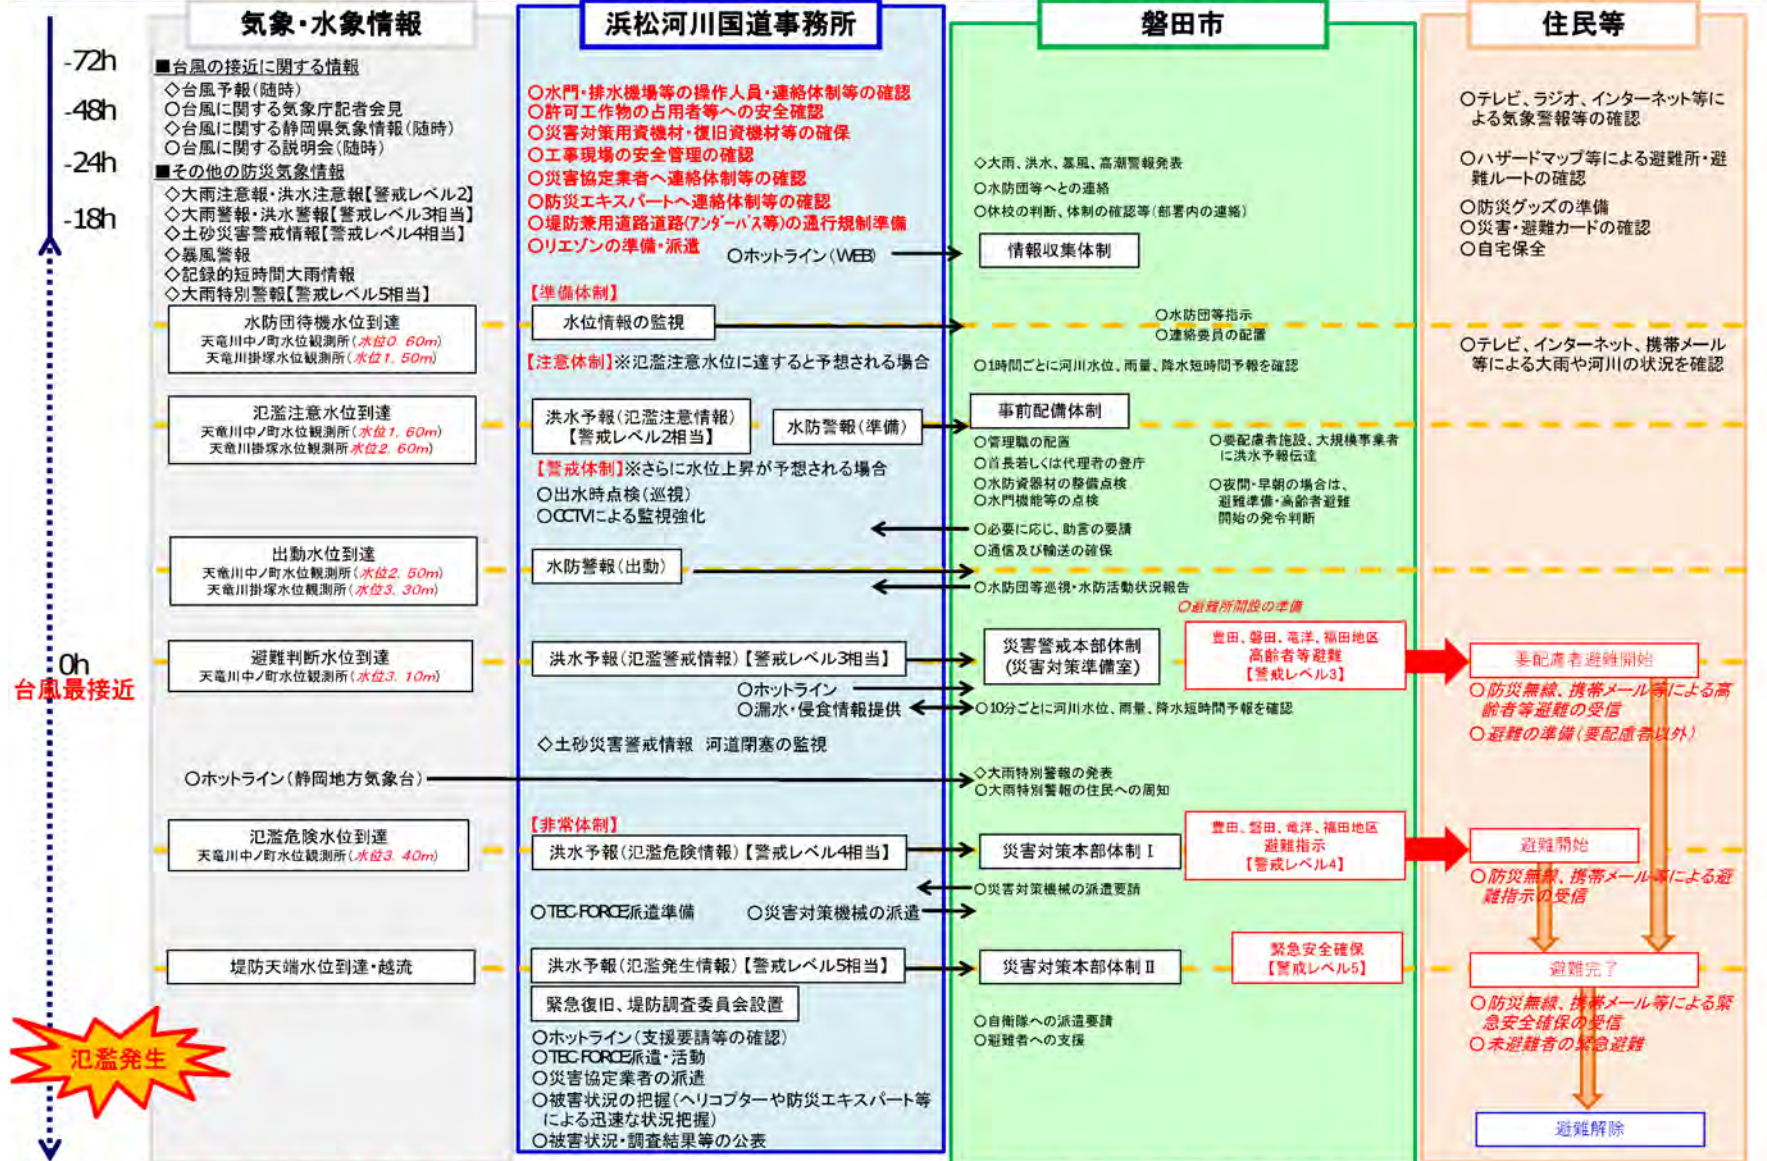 -72h
-48h
-24h
-18h
0h
台風最接近
氾濫発生
気象・水象情報
■台風の接近に関する情報
◇台風予報(随時)
○台風に関する気象庁記者会見
◇台風に関する静岡県気象情報(随時)
○台風に関する説明会(随時)
■その他の防災気象情報
◇大雨注意報・洪水注意報【警戒レベル2】
◇大雨警報・洪水警報【警戒レベル3相当】
◇土砂災害警戒情報【警戒レベル4相当】
◇暴風警報
◇記録的短時間大雨情報
◇大雨特別警報【警戒レベル5相当】
水防団待機水位到達
天竜川中ノ町水位観測所(水位0.60m)
天竜川掛塚水位観測所(水位1.50m)
氾濫注意水位到達
天竜川中ノ町水位観測所(水位1.60m)
天竜川掛塚水位観測所水位2.60m)
出動水位到達
天竜川中ノ町水位観測所(水位2.50m)
天竜川掛塚水位観測所(水位3.30m)
避難判断水位到達
天竜川中ノ町水位観測所(水位3.10m)
○ホットライン(静岡地方気象台)
氾濫危険水位到達
天竜川中ノ町水位観測所(水位3.40m)
堤防天端水位到達・越流
浜松河川国道事務所
○水門・排水機場等の操作人員・連絡体制等の確認
○許可工作物の占用者等への安全確認
○災害対策用資機材・復旧資機材等の確保
○工事現場の安全管理の確認
○災害協定業者へ連絡体制等の確認
○防災エキスパートへ連絡体制等の確認
○堤防兼用道路道路(アンダーパス等)の通行規制準備
○リエゾンの準備・派遣
○ホットライン(WEB)
【準備体制】
水位情報の監視
【注意体制】※氾濫注意水位に達すると予想される場合
洪水予報(氾濫注意情報)
【警戒レベル2相当】
水防警報(準備)
【警戒体制】※さらに水位上昇が予想される場合
○出水時点検(巡視)
○CCTVによる監視強化
水防警報(出動)
洪水予報(氾濫警戒情報)【警戒レベル3相当】
○ホットライン
○漏水・侵食情報提供
◇土砂災害警戒情報 河道閉塞の監視
【非常体制】
洪水予報(氾濫危険情報)【警戒レベル4相当】
○TEC-FORCE派遣準備
○災害対策機械の派遣
洪水予報(氾濫発生情報)【警戒レベル5相当】
緊急復旧、堤防調査委員会設置
○ホットライン(支援要請等の確認)
○TEC-FORCE派遣・活動
○災害協定業者の派遣
○被害状況の把握(ヘリコプターや防災エキスパート等
による迅速な状況把握)
○被害状況・調査結果等の公表
磐田市
◇大雨、洪水、暴風、高潮警報発表
○水防団等へとの連絡
○休校の判断、体制の確認等(部署内の連絡)
情報収集体制
○水防団等指示
○連絡要員の配置
○1時間ごとに河川水位、雨量、降水短時間予報を確認
事前配備体制
○管理職の配置
○首長若しくは代理者の登庁
○水防資器材の整備点検
○水門機能等の点検
○要配慮者施設、大規模事業者
に洪水予報伝達
○夜間・早朝の場合は、
避難準備・高齢者避難
開始の発令判断
○必要に応じ、助言の要請
○通信及び輸送の確保
○水防団等巡視・水防活動状況報告
○避難所開設の準備
災害警戒本部体制
(災害対策準備室)
豊田、磐田、竜洋、福田地区
高齢者等避難
【警戒レベル3】
○10分ごとに河川水位、雨量、降水短時間予報を確認
◇大雨特別警報の発表
○大雨特別警報の住民への周知
災害対策本部体制Ⅰ
豊田、磐田、竜洋、福田地区
避難指示
【警戒レベル4】
○災害対策機械の派遣要請
災害対策本部体制Ⅱ
緊急安全確保
【警戒レベル5】
○自衛隊への派遣要請
○避難者への支援
住民等
○テレビ、ラジオ、インターネット等に
よる気象警報等の確認
○ハザードマップ等による避難所・避
難ルートの確認
○防災グッズの準備
○災害・避難カードの確認
○自宅保全
○テレビ、インターネット、携帯メール
等による大雨や河川の状況を確認
要配慮者避難開始
○防災無線、携帯メール等による高
齢者等避難の受信
○避難の準備(要配慮者以外)
避難開始
○防災無線、携帯メール等による避
難指示の受信
避難完了
○防災無線、携帯メール等による緊
急安全確保の受信
○未避難者の緊急避難
避難解除